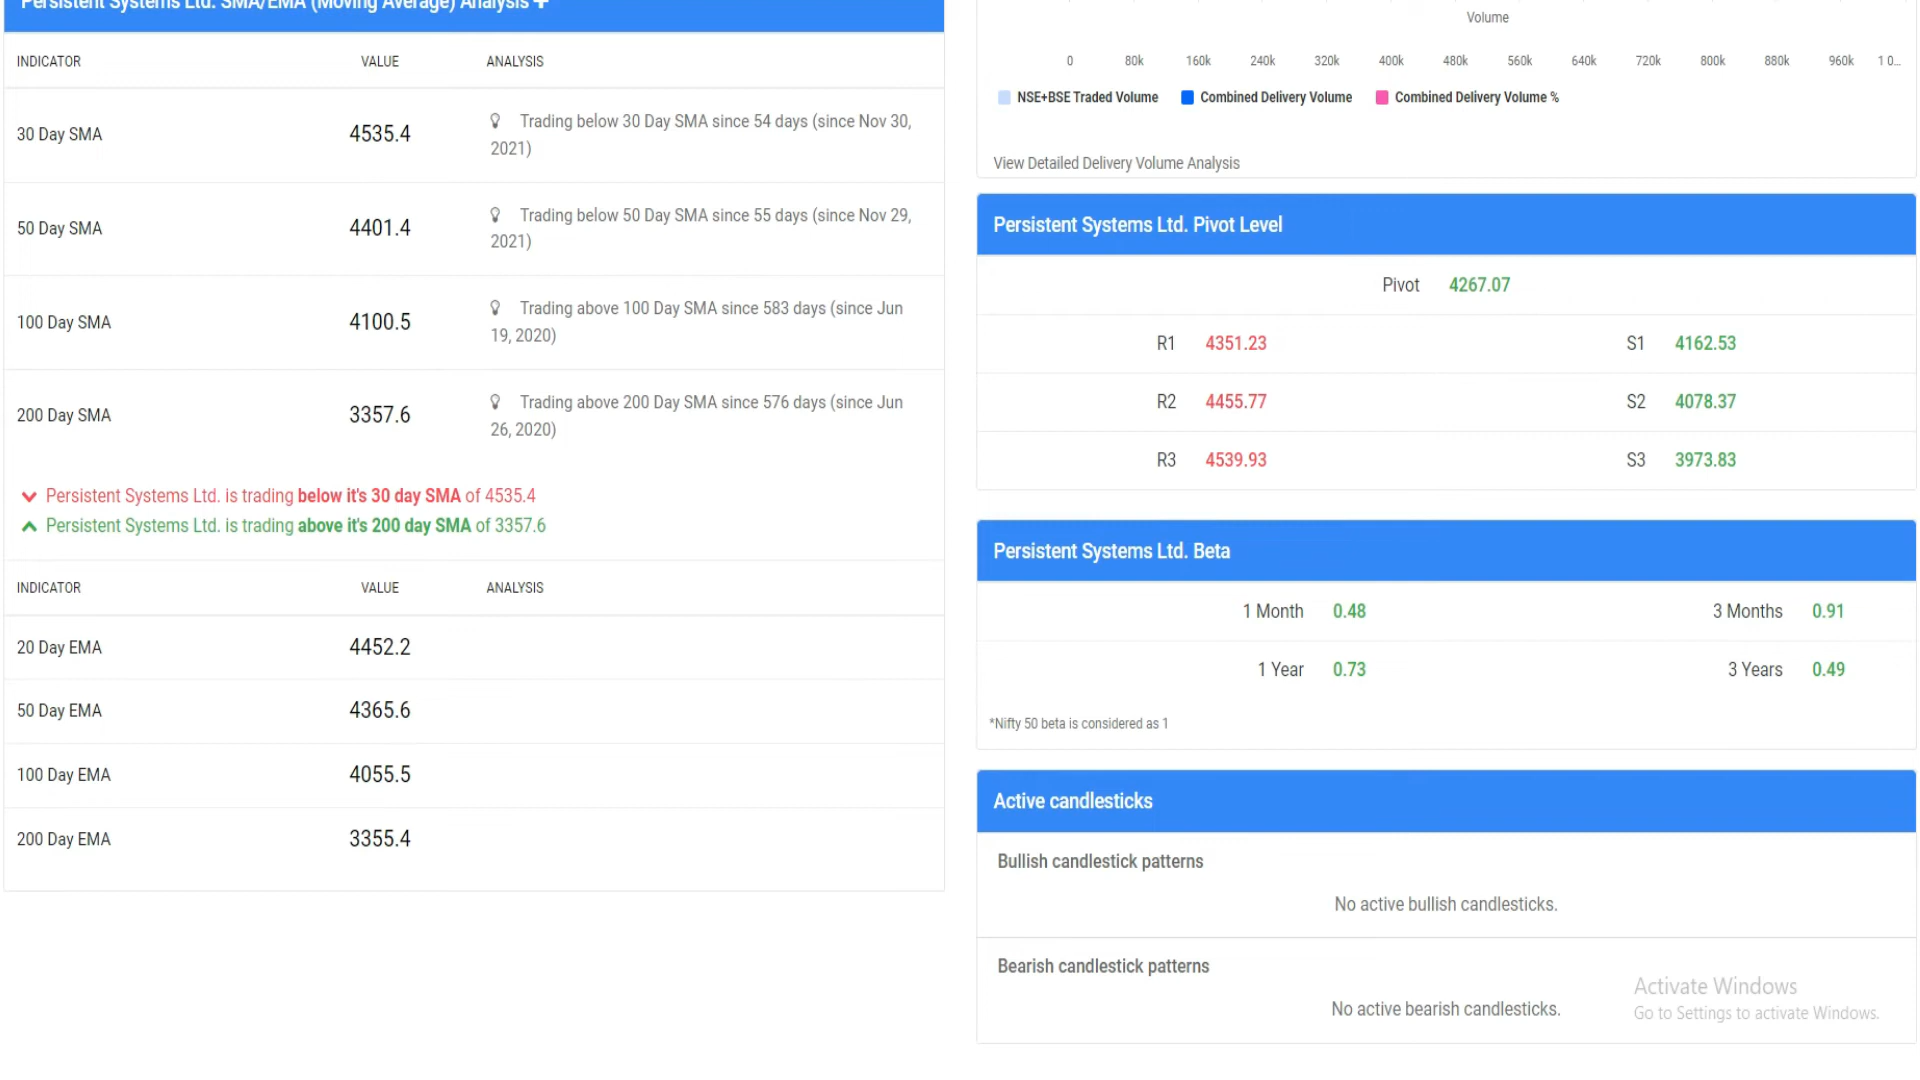 Persistent Systems Ltd. SMA/EMA (Moving Average) Analysis +
INDICATOR VALUE ANALYSIS
30 Day SMA 4535.4 Trading below 30 Day SMA since 54 days (since Nov 30,
2021)
50 Day SMA 4401.4 Trading below 50 Day SMA since 55 days (since Nov 29,
2021)
100 Day SMA 4100.5 Trading above 100 Day SMA since 583 days (since Jun
19, 2020)
200 Day SMA 3357.6 Trading above 200 Day SMA since 576 days (since Jun
26, 2020)
Persistent Systems Ltd. is trading below it's 30 day SMA of 4535.4
Persistent Systems Ltd. is trading above it's 200 day SMA of 3357.6
INDICATOR VALUE ANALYSIS
20 Day EMA 4452.2
50 Day EMA 4365.6
100 Day EMA 4055.5
200 Day EMA 3355.4
Volume
0 80k 160k 240k 320k 400k 480k 560k 640k 720k 800k 880k 960k 1 0...
NSE+BSE Traded Volume Combined Delivery Volume Combined Delivery Volume %
View Detailed Delivery Volume Analysis
Persistent Systems Ltd. Pivot Level
Pivot 4267.07
R1 4351.23 S1 4162.53
R2 4455.77 S2 4078.37
R3 4539.93 S3 3973.83
Persistent Systems Ltd. Beta
1 Month 0.48 3 Months 0.91
1 Year 0.73 3 Years 0.49
*Nifty 50 beta is considered as 1
Active candlesticks
Bullish candlestick patterns
No active bullish candlesticks.
Bearish candlestick patterns
No active bearish candlesticks.
Activate Windows
Go to Settings to activate Windows.